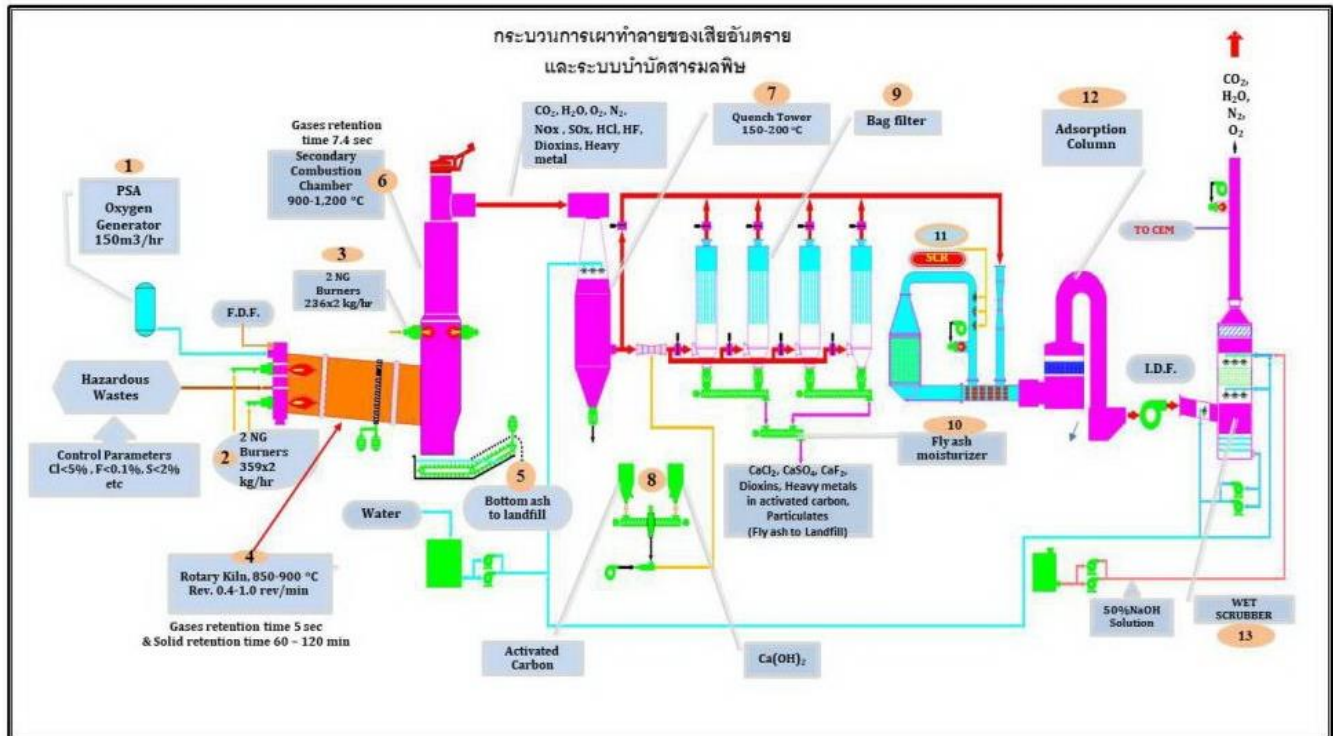 กระบวนการเผาทำลายของเสียอันตราย
และระบบบำบัดสารมลพิษ
1
PSA
Oxygen
Generator
150m3/hr
Gases retention
time 7.4 sec
Secondary
Combustion
Chamber
900-1,200 °C
6
CO₂, H₂O, O₂, N₂,
Nox , SOx, HCl, HF,
Dioxins, Heavy
metal
7
Quench Tower
150-200 °C
9
Bag filter
12
Adsorption
Column
CO₂,
H₂O,
N₂,
O₂
3
2 NG
Burners
236x2 kg/hr
11
SCR
TO CEM
F.D.F.
Hazardous
Wastes
I.D.F.
Control Parameters
Cl<5% , F<0.1%, S<2%
etc
2
2 NG
Burners
359x2
kg/hr
5
Bottom ash
to landfill
10
Fly ash
moisturizer
8
CaCl₂, CaSO₄, CaF₂,
Dioxins, Heavy metals
in activated carbon,
Particulates
(Fly ash to Landfill)
Water
4
Rotary Kiln, 850-900 °C
Rev. 0.4-1.0 rev/min
Gases retention time 5 sec
& Solid retention time 60 – 120 min
Activated
Carbon
Ca(OH)₂
50%NaOH
Solution
WET
SCRUBBER
13